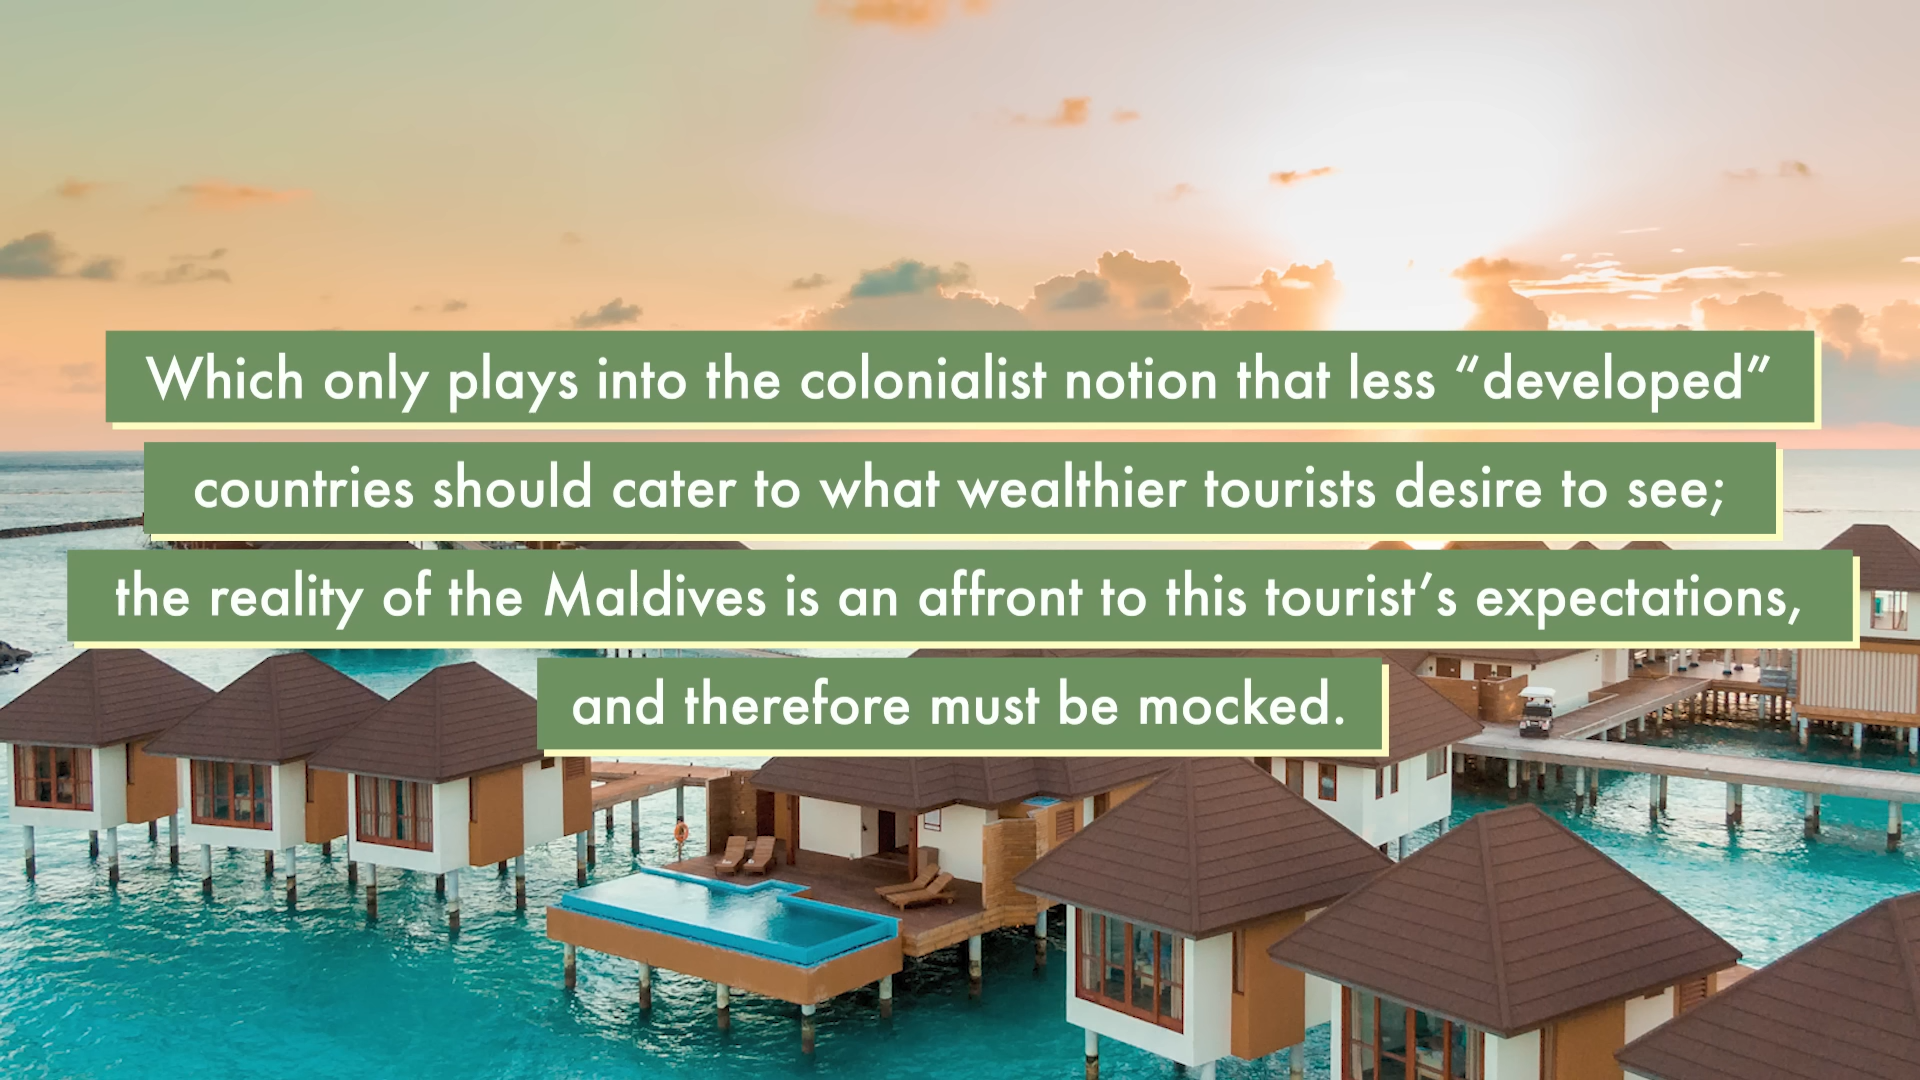 Which only plays into the colonialist notion that less “developed”
countries should cater to what wealthier tourists desire to see;
the reality of the Maldives is an affront to this tourist’s expectations,
and therefore must be mocked.